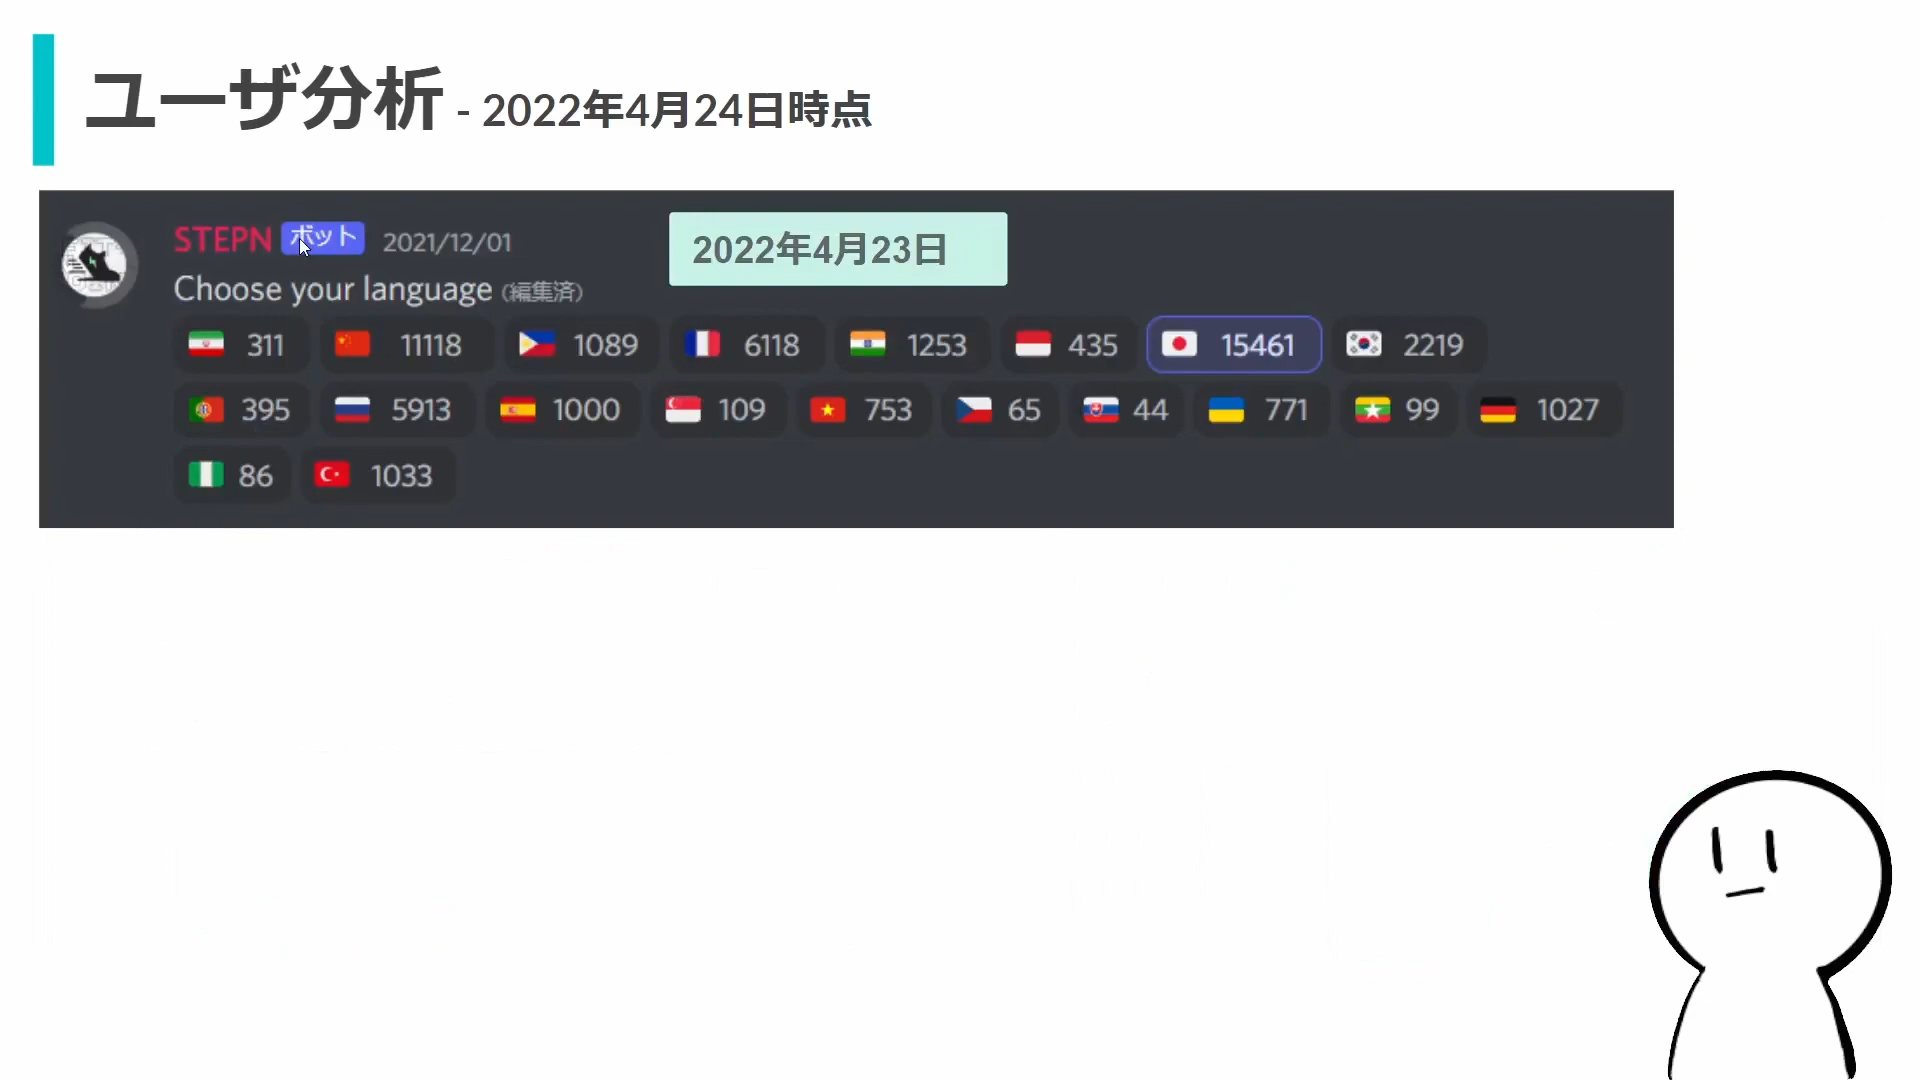 ユーザ分析 - 2022年4月24日時点
STEPN ボット 2021/12/01
2022年4月23日
Choose your language (編集済)
311 11118 1089 6118 1253 435 15461 2219
395 5913 1000 109 753 65 44 771 99 1027
86 1033